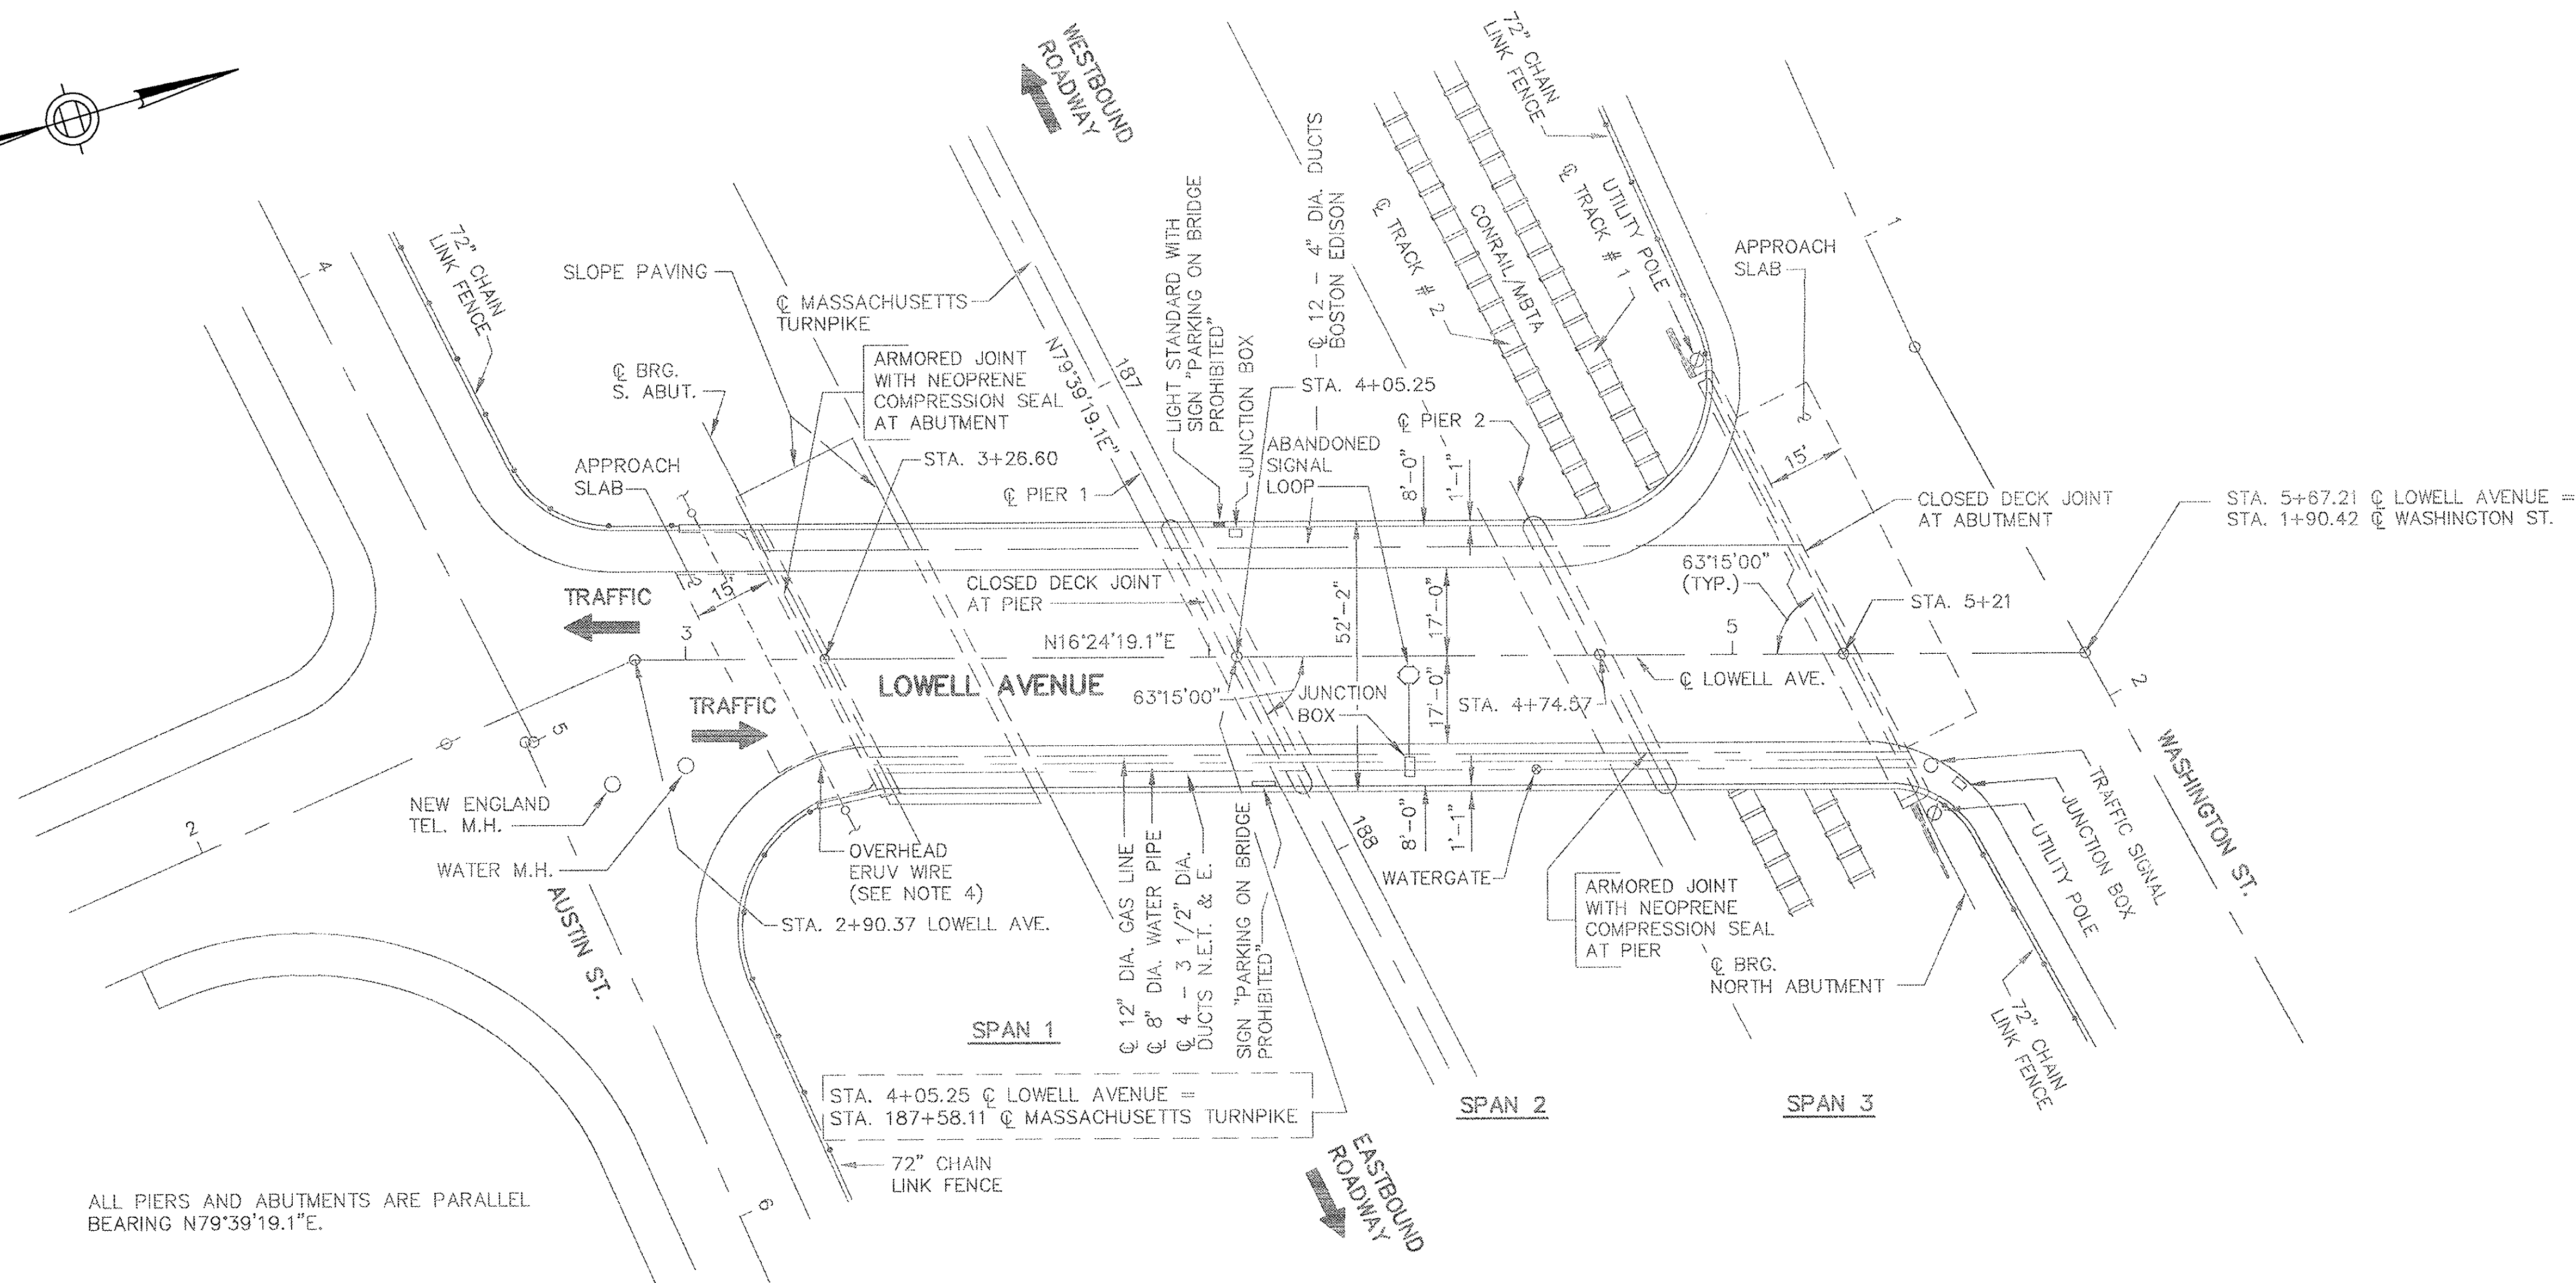 WESTBOUND
ROADWAY
72" CHAIN
LINK FENCE
72" CHAIN
LINK FENCE
4
SLOPE PAVING
℄ MASSACHUSETTS
TURNPIKE
N79°39'19.1E"
187
LIGHT STANDARD WITH
SIGN "PARKING ON BRIDGE
PROHIBITED"
JUNCTION BOX
℄ 12 - 4" DIA. DUCTS
BOSTON EDISON
℄ TRACK # 2
CONRAIL/MBTA
℄ TRACK # 1
UTILITY POLE
APPROACH
SLAB
1
15'
℄ BRG.
S. ABUT.
ARMORED JOINT
WITH NEOPRENE
COMPRESSION SEAL
AT ABUTMENT
STA. 3+26.60
APPROACH
SLAB
℄ PIER 1
STA. 4+05.25
ABANDONED
SIGNAL
LOOP
℄ PIER 2
8'-0"
1'-1"
CLOSED DECK JOINT
AT ABUTMENT
STA. 5+67.21 ℄ LOWELL AVENUE =
STA. 1+90.42 ℄ WASHINGTON ST.
15'
TRAFFIC
CLOSED DECK JOINT
AT PIER
63°15'00"
(TYP.)
STA. 5+21
3
N16°24'19.1"E
52'-2"
17'-0"
5
LOWELL AVENUE
℄ LOWELL AVE.
63°15'00"
JUNCTION
BOX
17'-0"
STA. 4+74.57
2
TRAFFIC
5
WASHINGTON ST.
NEW ENGLAND
TEL. M.H.
2
WATER M.H.
AUSTIN ST.
OVERHEAD
ERUV WIRE
(SEE NOTE 4)
STA. 2+90.37 LOWELL AVE.
℄ 12" DIA. GAS LINE
℄ 8" DIA. WATER PIPE
℄ 4 - 3 1/2" DIA.
DUCTS N.E.T. & E.
SIGN "PARKING ON BRIDGE
PROHIBITED"
188
8'-0"
1'-1"
WATERGATE
ARMORED JOINT
WITH NEOPRENE
COMPRESSION SEAL
AT PIER
℄ BRG.
NORTH ABUTMENT
TRAFFIC SIGNAL
JUNCTION BOX
UTILITY POLE
72" CHAIN
LINK FENCE
SPAN 1
SPAN 2
SPAN 3
STA. 4+05.25 ℄ LOWELL AVENUE =
STA. 187+58.11 ℄ MASSACHUSETTS TURNPIKE
72" CHAIN
LINK FENCE
EASTBOUND
ROADWAY
6
ALL PIERS AND ABUTMENTS ARE PARALLEL
BEARING N79°39'19.1"E.